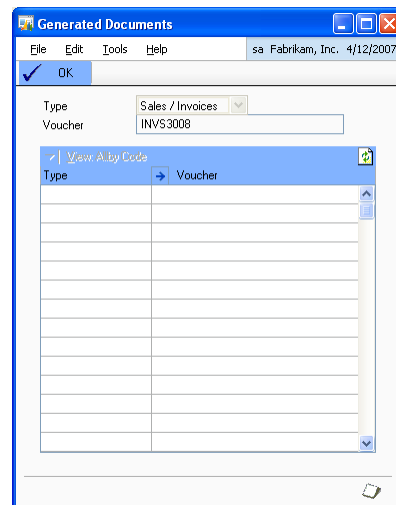 Generated Documents
File Edit Tools Help sa Fabrikam, Inc. 4/12/2007
OK
Type Sales / Invoices
Voucher INVS3008
View: A..by Code
Type Voucher